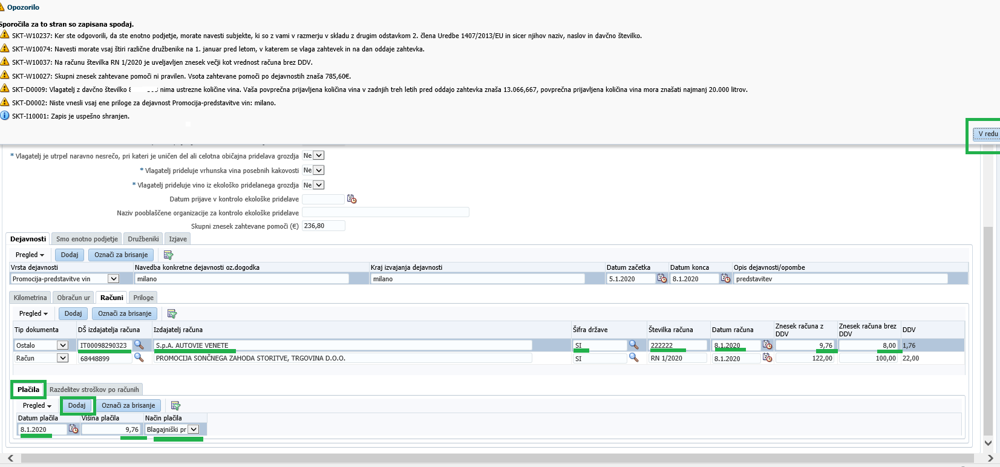 Opozorilo
Sporočila za to stran so zapisana spodaj.
SKT-W10237: Ker ste odgovorili, da ste enotno podjetje, morate navesti subjekte, ki so z vami v razmerju v skladu z drugim odstavkom 2. člena Uredbe 1407/2013/EU in sicer njihov naziv, naslov in davčno številko.
SKT-W10074: Navesti morate vsaj štiri različne družbenike na 1. januar pred letom, v katerem se vlaga zahtevek in na dan oddaje zahtevka.
SKT-W10037: Na računu številka RN 1/2020 je uveljavljen znesek večji kot vrednost računa brez DDV.
SKT-W10027: Skupni znesek zahtevane pomoči ni pravilen. Vsota zahtevane pomoči po dejavnostih znaša 785,60€.
SKT-D0009: Vlagatelj z davčno številko nima ustrezne količine vina. Vaša povprečna prijavljena količina vina v zadnjih treh letih pred oddajo zahtevka znaša 13.066,667, povprečna prijavljena količina vina mora znašati najmanj 20.000 litrov.
SKT-D0002: Niste vnesli vsaj ene priloge za dejavnost Promocija-predstavitve vin: milano.
SKT-I10001: Zapis je uspešno shranjen.
V redu
* Vlagatelj je utrpel naravno nesrečo, pri kateri je uničen del ali celotna običajna pridelava grozdja Ne
* Vlagatelj prideluje vrhunska vina posebnih kakovosti Ne
* Vlagatelj prideluje vino iz ekološko pridelanega grozdja Ne
Datum prijave v kontrolo ekološke pridelave
Naziv pooblaščene organizacije za kontrolo ekološke pridelave
Skupni znesek zahtevane pomoči (€) 236,80
Dejavnosti Smo enotno podjetje Družbeniki Izjave
Pregled Dodaj Označi za brisanje
Vrsta dejavnosti Navedba konkretne dejavnosti oz.dogodka Kraj izvajanja dejavnosti Datum začetka Datum konca Opis dejavnosti/opombe
Promocija-predstavitve vin milano milano 5.1.2020 8.1.2020 predstavitev
Kilometrina Obračun ur Računi Priloge
Pregled Dodaj Označi za brisanje
Tip dokumenta DŠ izdajatelja računa Izdajatelj računa Šifra države Številka računa Datum računa Znesek računa z DDV Znesek računa brez DDV DDV
Ostalo IT00098290323 S.p.A. AUTOVIE VENETE SI 222222 8.1.2020 9,76 8,00 1,76
Račun 68448899 PROMOCIJA SONČNEGA ZAHODA STORITVE, TRGOVINA D.O.O. SI RN 1/2020 8.1.2020 122,00 100,00 22,00
Plačila Razdelitev stroškov po računih
Pregled Dodaj Označi za brisanje
Datum plačila Višina plačila Način plačila
8.1.2020 9,76 Blagajniški pr